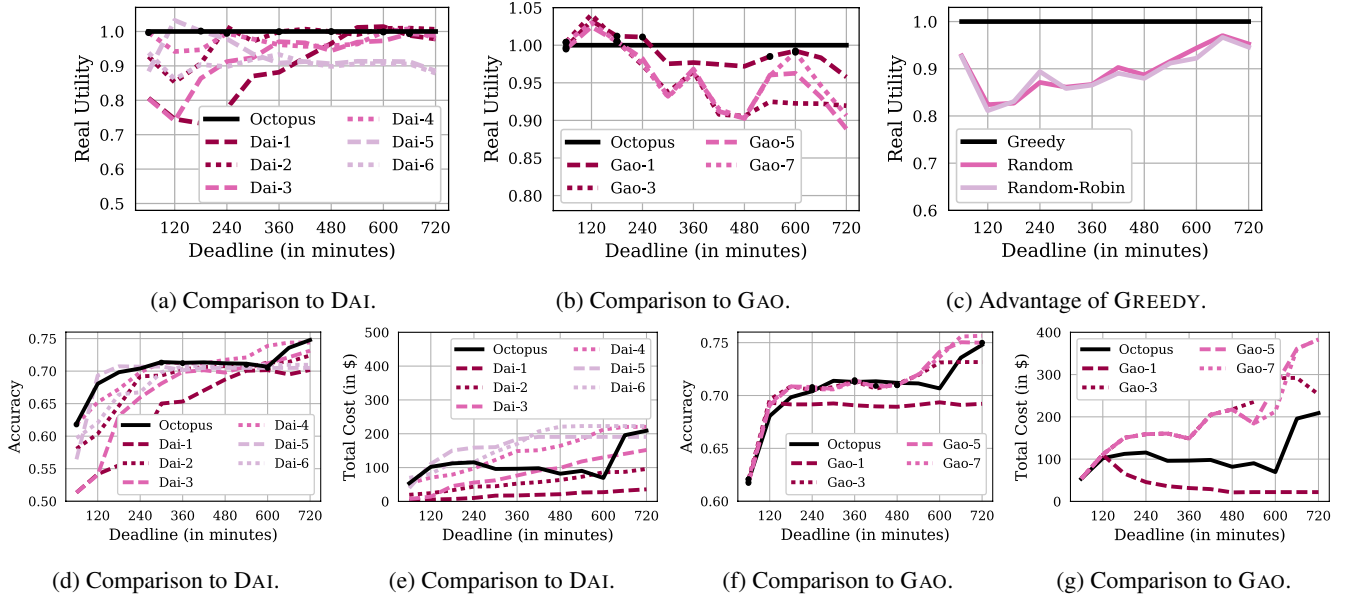 1.0
0.9
0.8
0.7
0.6
0.5
Real Utility
Octopus
Dai-1
Dai-2
Dai-3
Dai-4
Dai-5
Dai-6
120 240 360 480 600 720
Deadline (in minutes)
(a) Comparison to DAI.
1.05
1.00
0.95
0.90
0.85
0.80
Real Utility
Octopus
Gao-1
Gao-3
Gao-5
Gao-7
120 240 360 480 600 720
Deadline (in minutes)
(b) Comparison to GAO.
1.0
0.9
0.8
0.7
0.6
Real Utility
Greedy
Random
Random-Robin
120 240 360 480 600 720
Deadline (in minutes)
(c) Advantage of GREEDY.
0.75
0.70
0.65
0.60
0.55
0.50
Accuracy
Octopus
Dai-1
Dai-2
Dai-3
Dai-4
Dai-5
Dai-6
120 240 360 480 600 720
Deadline (in minutes)
(d) Comparison to DAI.
500
400
300
200
100
0
Total Cost (in $)
Octopus
Dai-1
Dai-2
Dai-3
Dai-4
Dai-5
Dai-6
120 240 360 480 600 720
Deadline (in minutes)
(e) Comparison to DAI.
0.75
0.70
0.65
0.60
Accuracy
Octopus
Gao-1
Gao-3
Gao-5
Gao-7
120 240 360 480 600 720
Deadline (in minutes)
(f) Comparison to GAO.
400
300
200
100
0
Total Cost (in $)
Octopus
Gao-1
Gao-3
Gao-5
Gao-7
120 240 360 480 600 720
Deadline (in minutes)
(g) Comparison to GAO.